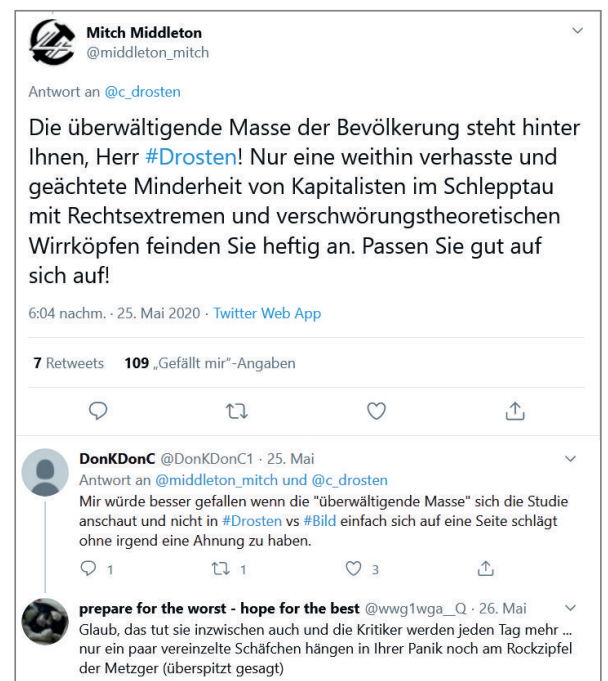 Mitch Middleton
@middleton_mitch
Antwort an @c_drosten
Die überwältigende Masse der Bevölkerung steht hinter
Ihnen, Herr #Drosten! Nur eine weithin verhasste und
geächtete Minderheit von Kapitalisten im Schlepptau
mit Rechtsextremen und verschwörungstheoretischen
Wirrköpfen feinden Sie heftig an. Passen Sie gut auf
sich auf!
6:04 nachm. · 25. Mai 2020 · Twitter Web App
7 Retweets 109 „Gefällt mir“-Angaben
DonKDonC @DonKDonC1 · 25. Mai
Antwort an @middleton_mitch und @c_drosten
Mir würde besser gefallen wenn die "überwältigende Masse" sich die Studie
anschaut und nicht in #Drosten vs #Bild einfach sich auf eine Seite schlägt
ohne irgend eine Ahnung zu haben.
1 1 3
prepare for the worst - hope for the best @wwg1wga__Q · 26. Mai
Glaub, das tut sie inzwischen auch und die Kritiker werden jeden Tag mehr ...
nur ein paar vereinzelte Schäfchen hängen in Ihrer Panik noch am Rockzipfel
der Metzger (überspitzt gesagt)